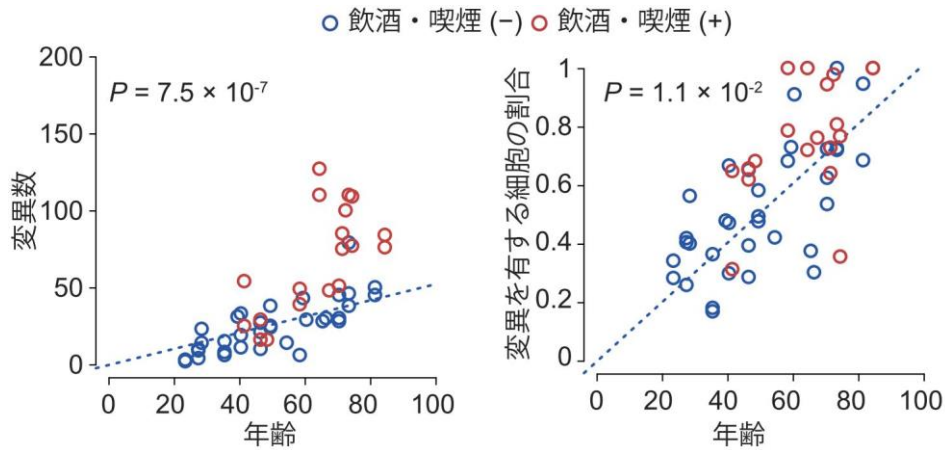 飲酒・喫煙 (−) 飲酒・喫煙 (+)
P = 7.5 × 10-7
変異数
200
150
100
50
0
0 20 40 60 80 100
年齢
P = 1.1 × 10-2
変異を有する細胞の割合
1
0.8
0.6
0.4
0.2
0
0 20 40 60 80 100
年齢